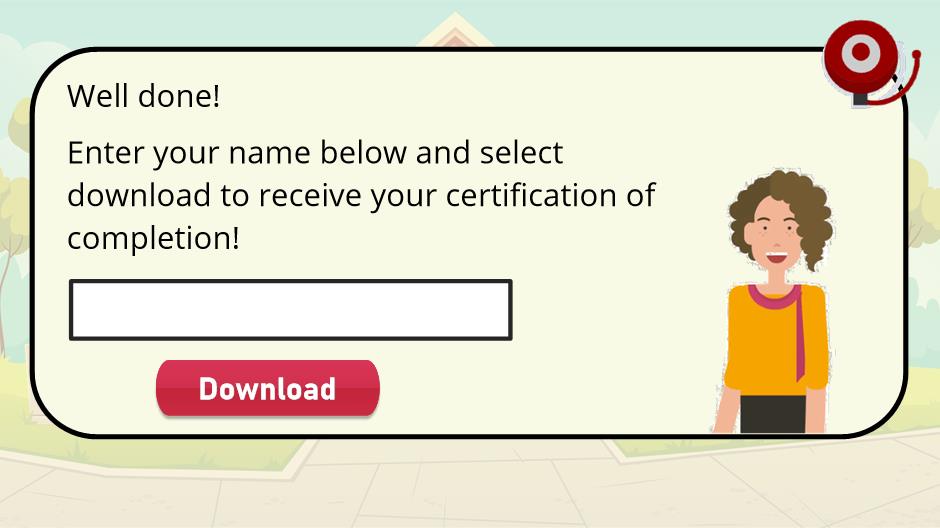 Well done!
Enter your name below and select
download to receive your certification of
completion!
Download